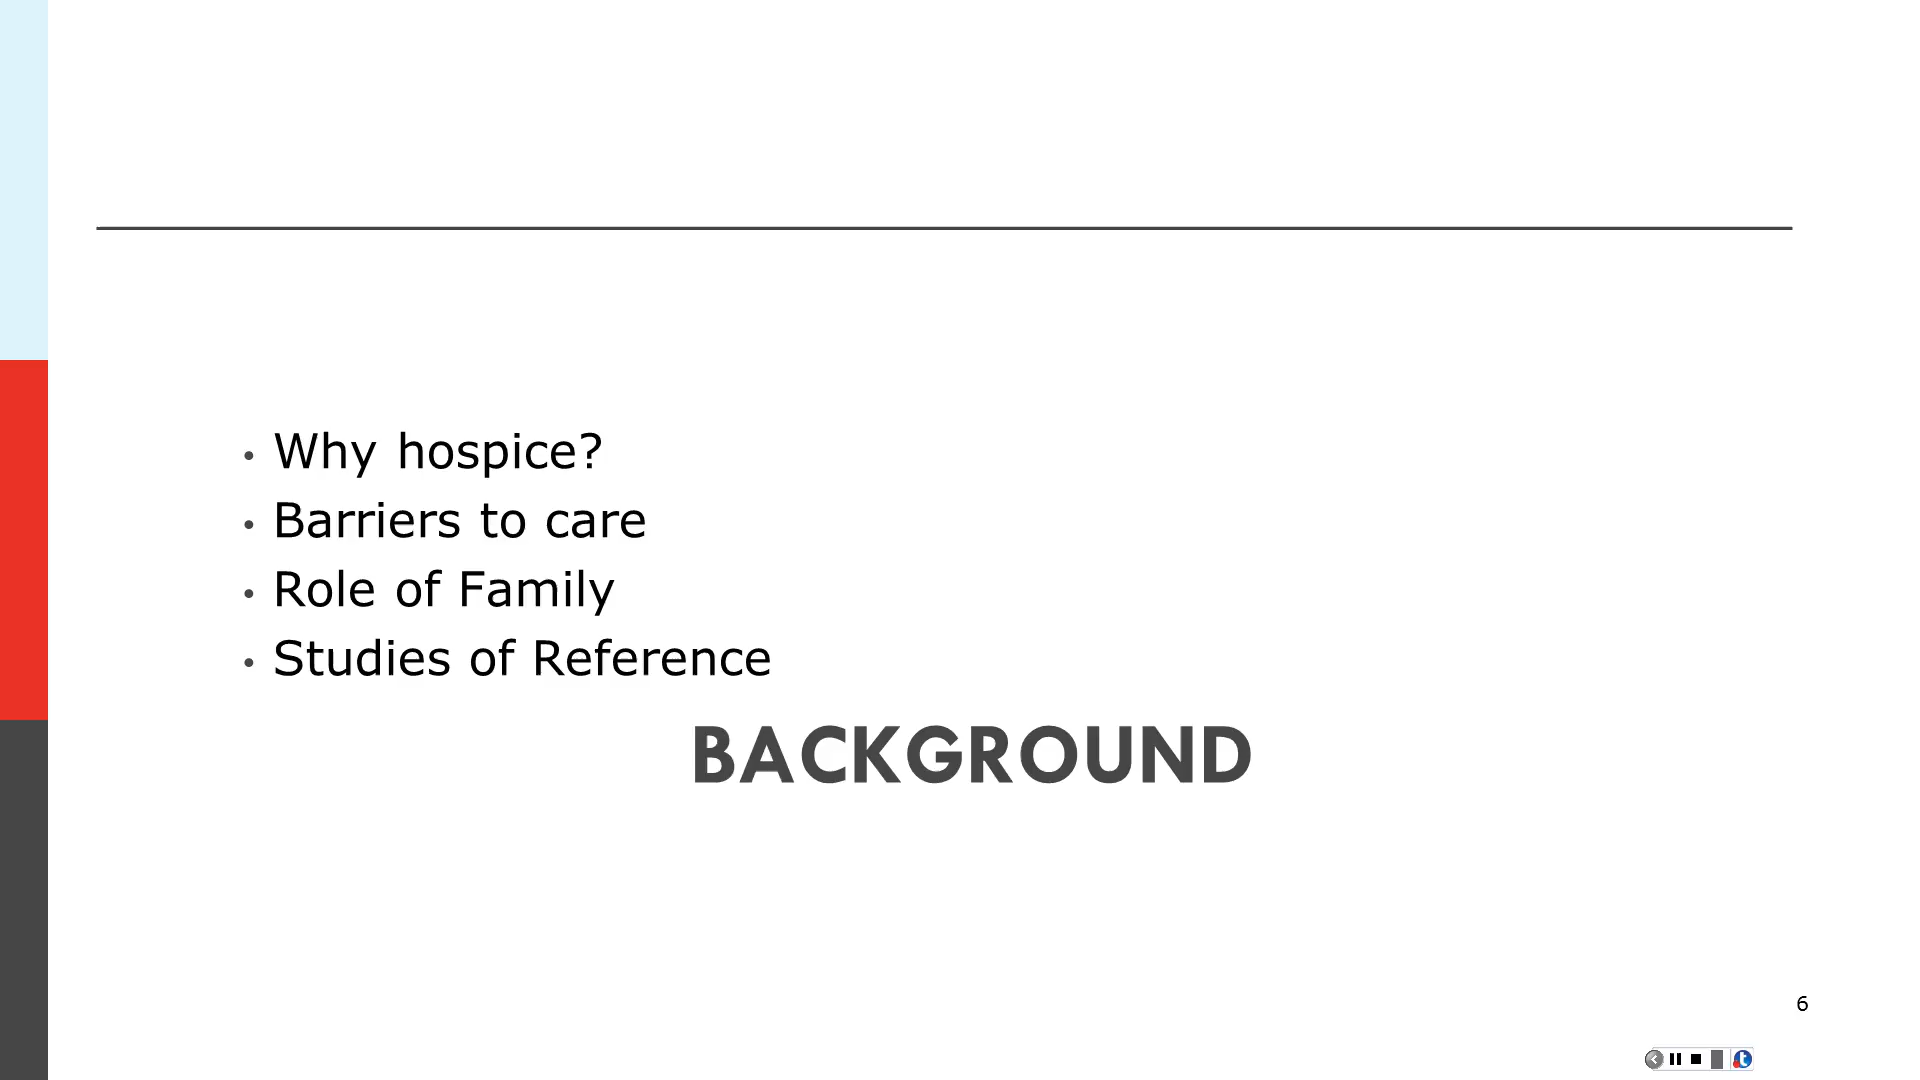 • Why hospice?
• Barriers to care
• Role of Family
• Studies of Reference
BACKGROUND
6
t